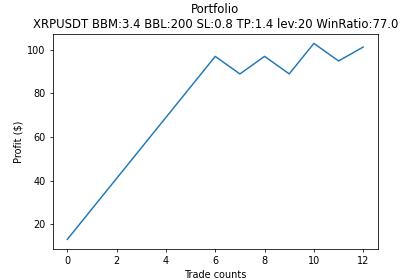 Portfolio
XRPUSDT BBM:3.4 BBL:200 SL:0.8 TP:1.4 lev:20 WinRatio:77.0
Profit ($)
100
80
60
40
20
0 2 4 6 8 10 12
Trade counts